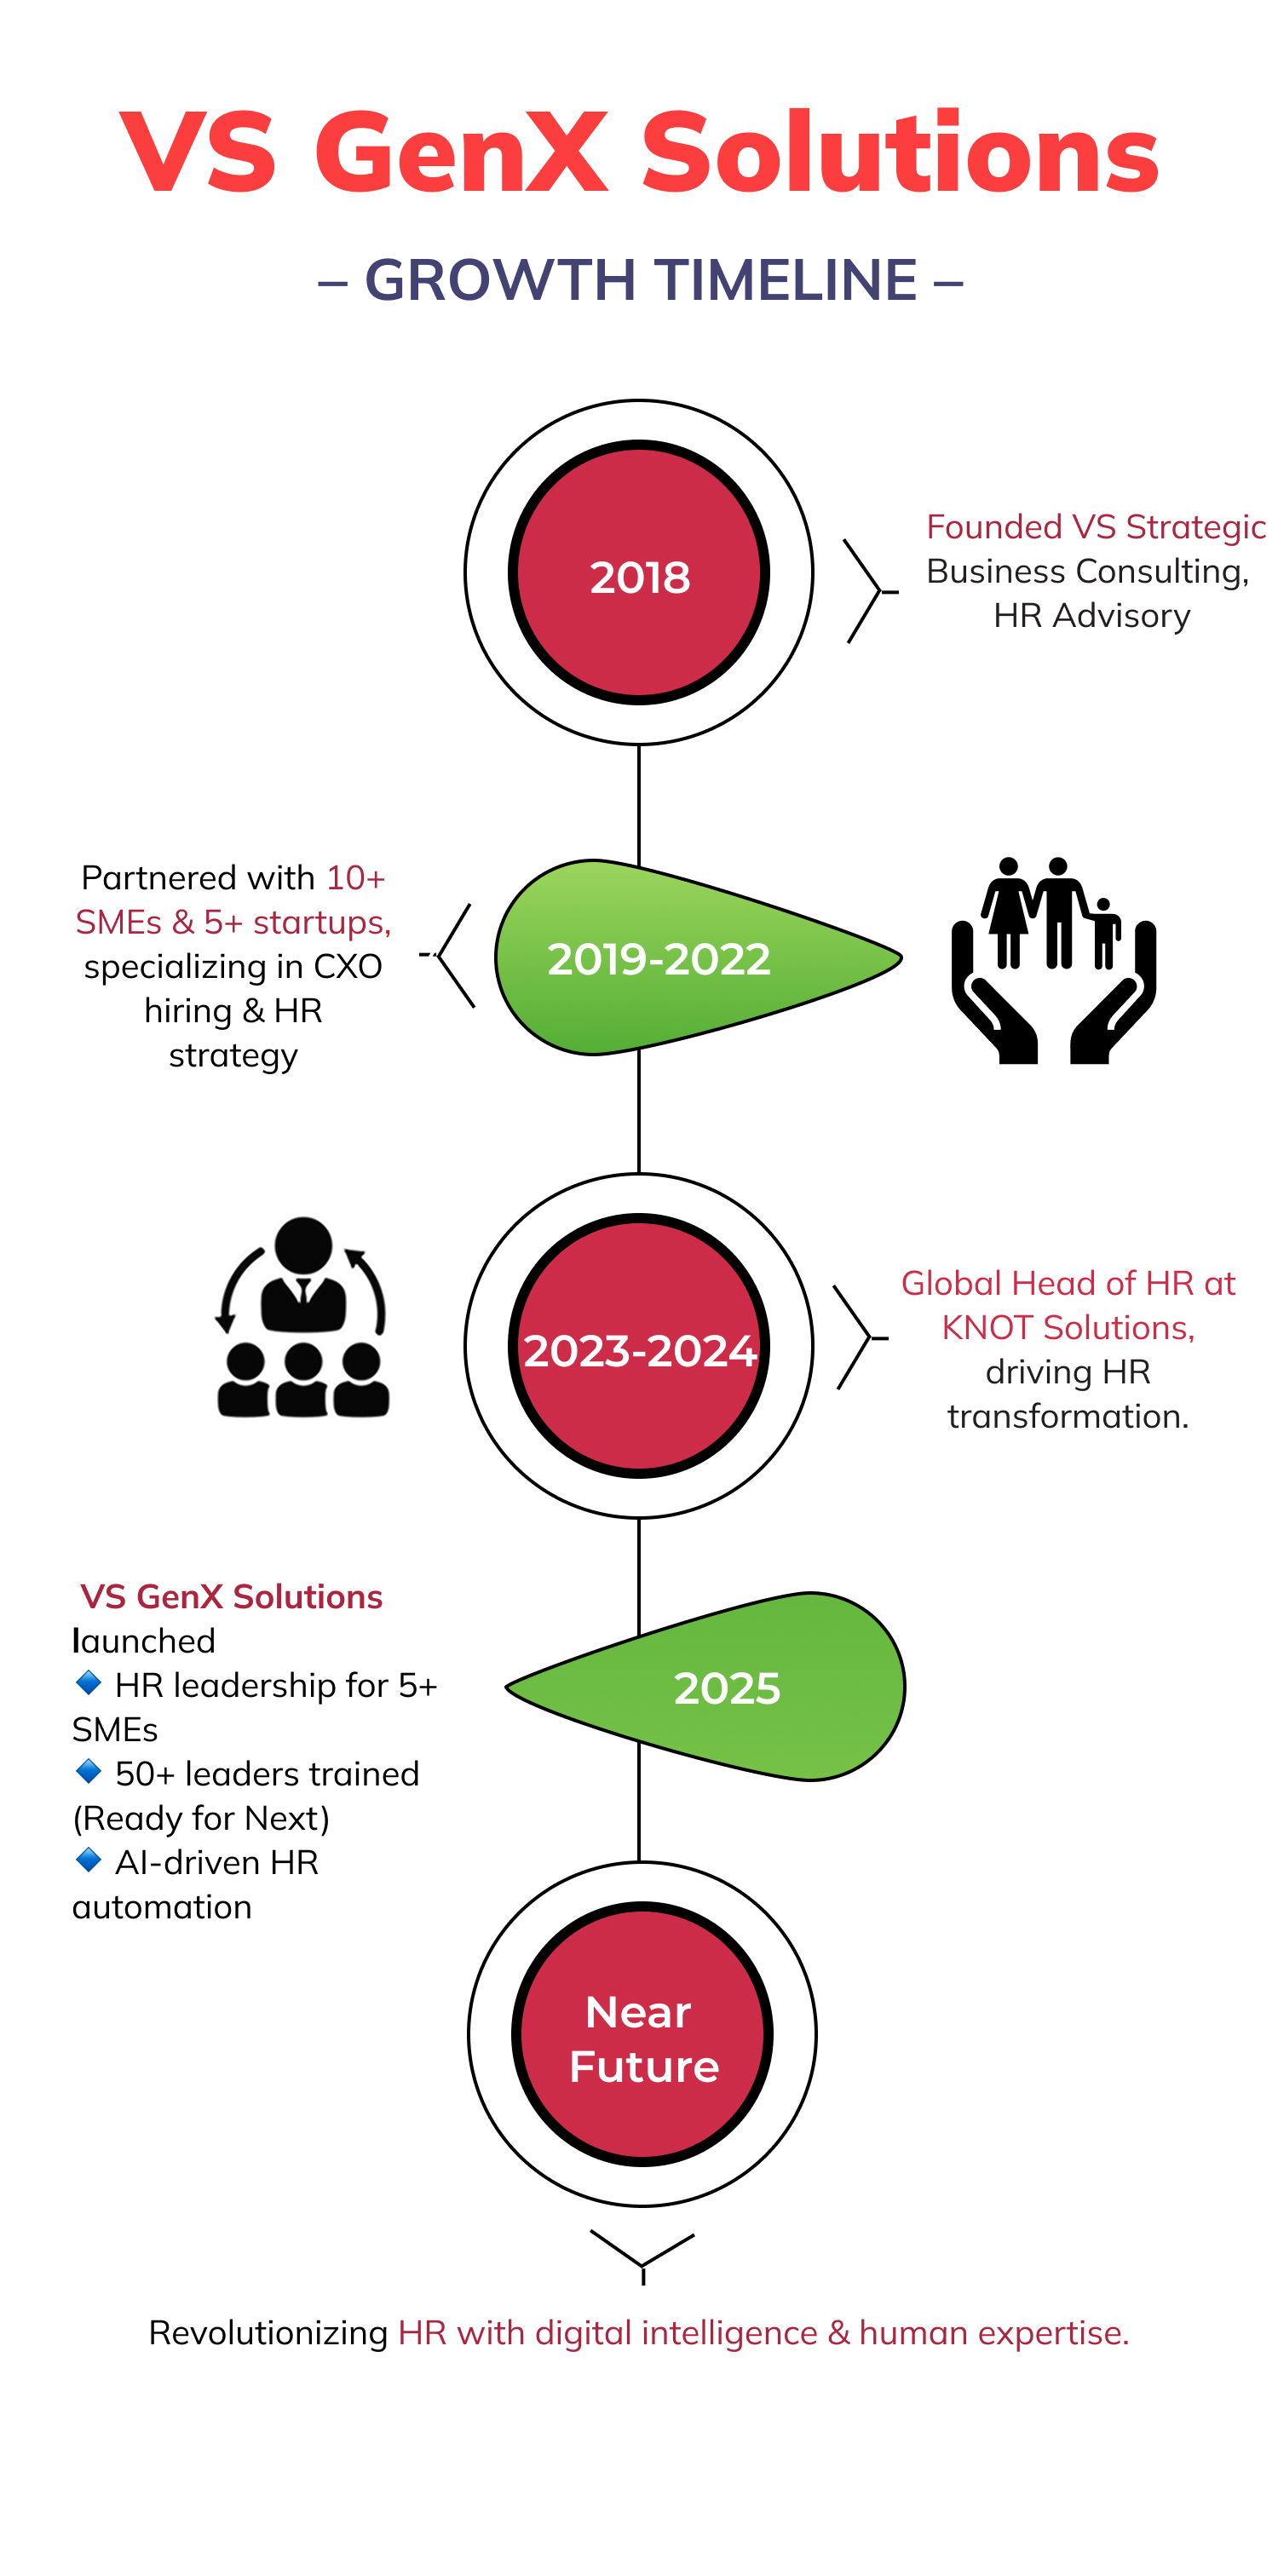 VS GenX Solutions
– GROWTH TIMELINE –
2018
Founded VS Strategic
Business Consulting,
HR Advisory
Partnered with 10+
SMEs & 5+ startups,
specializing in CXO
hiring & HR
strategy
2019-2022
2023-2024
Global Head of HR at
KNOT Solutions,
driving HR
transformation.
VS GenX Solutions
launched
🔹 HR leadership for 5+
SMEs
🔹 50+ leaders trained
(Ready for Next)
🔹 AI-driven HR
automation
2025
Near
Future
Revolutionizing HR with digital intelligence & human expertise.